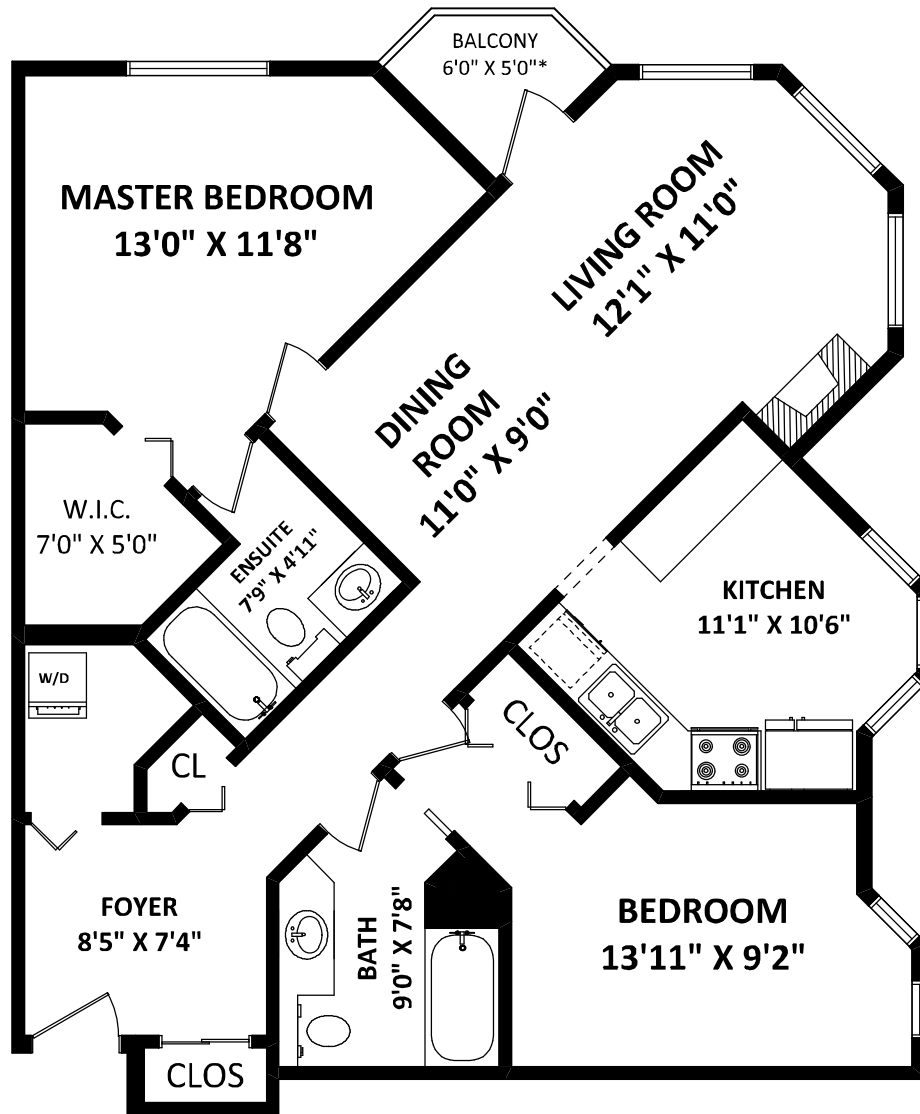 BALCONY
6'0" X 5'0"*
MASTER BEDROOM
13'0" X 11'8"
LIVING ROOM
12'1" X 11'0"
DINING
ROOM
11'0" X 9'0"
W.I.C.
7'0" X 5'0"
ENSUITE
7'9" X 4'11"
KITCHEN
11'1" X 10'6"
W/D
CL
CLOS
FOYER
8'5" X 7'4"
BATH
9'0" X 7'8"
BEDROOM
13'11" X 9'2"
CLOS